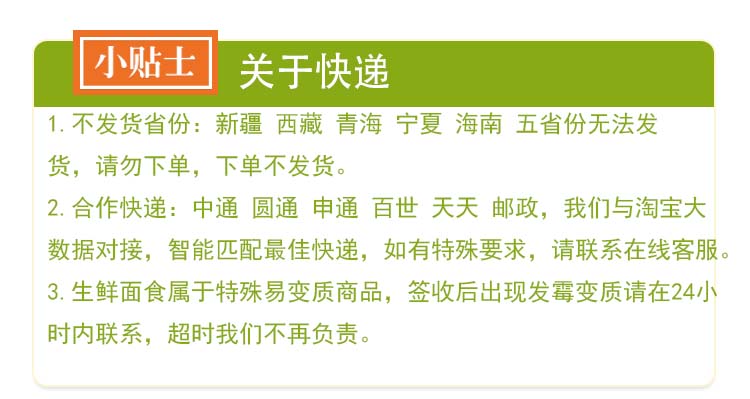 小贴士
关于快递
1.不发货省份：新疆 西藏 青海 宁夏 海南 五省份无法发
货，请勿下单，下单不发货。
2.合作快递：中通 圆通 申通 百世 天天 邮政，我们与淘宝大
数据对接，智能匹配最佳快递，如有特殊要求，请联系在线客服。
3.生鲜面食属于特殊易变质商品，签收后出现发霉变质请在24小
时内联系，超时我们不再负责。